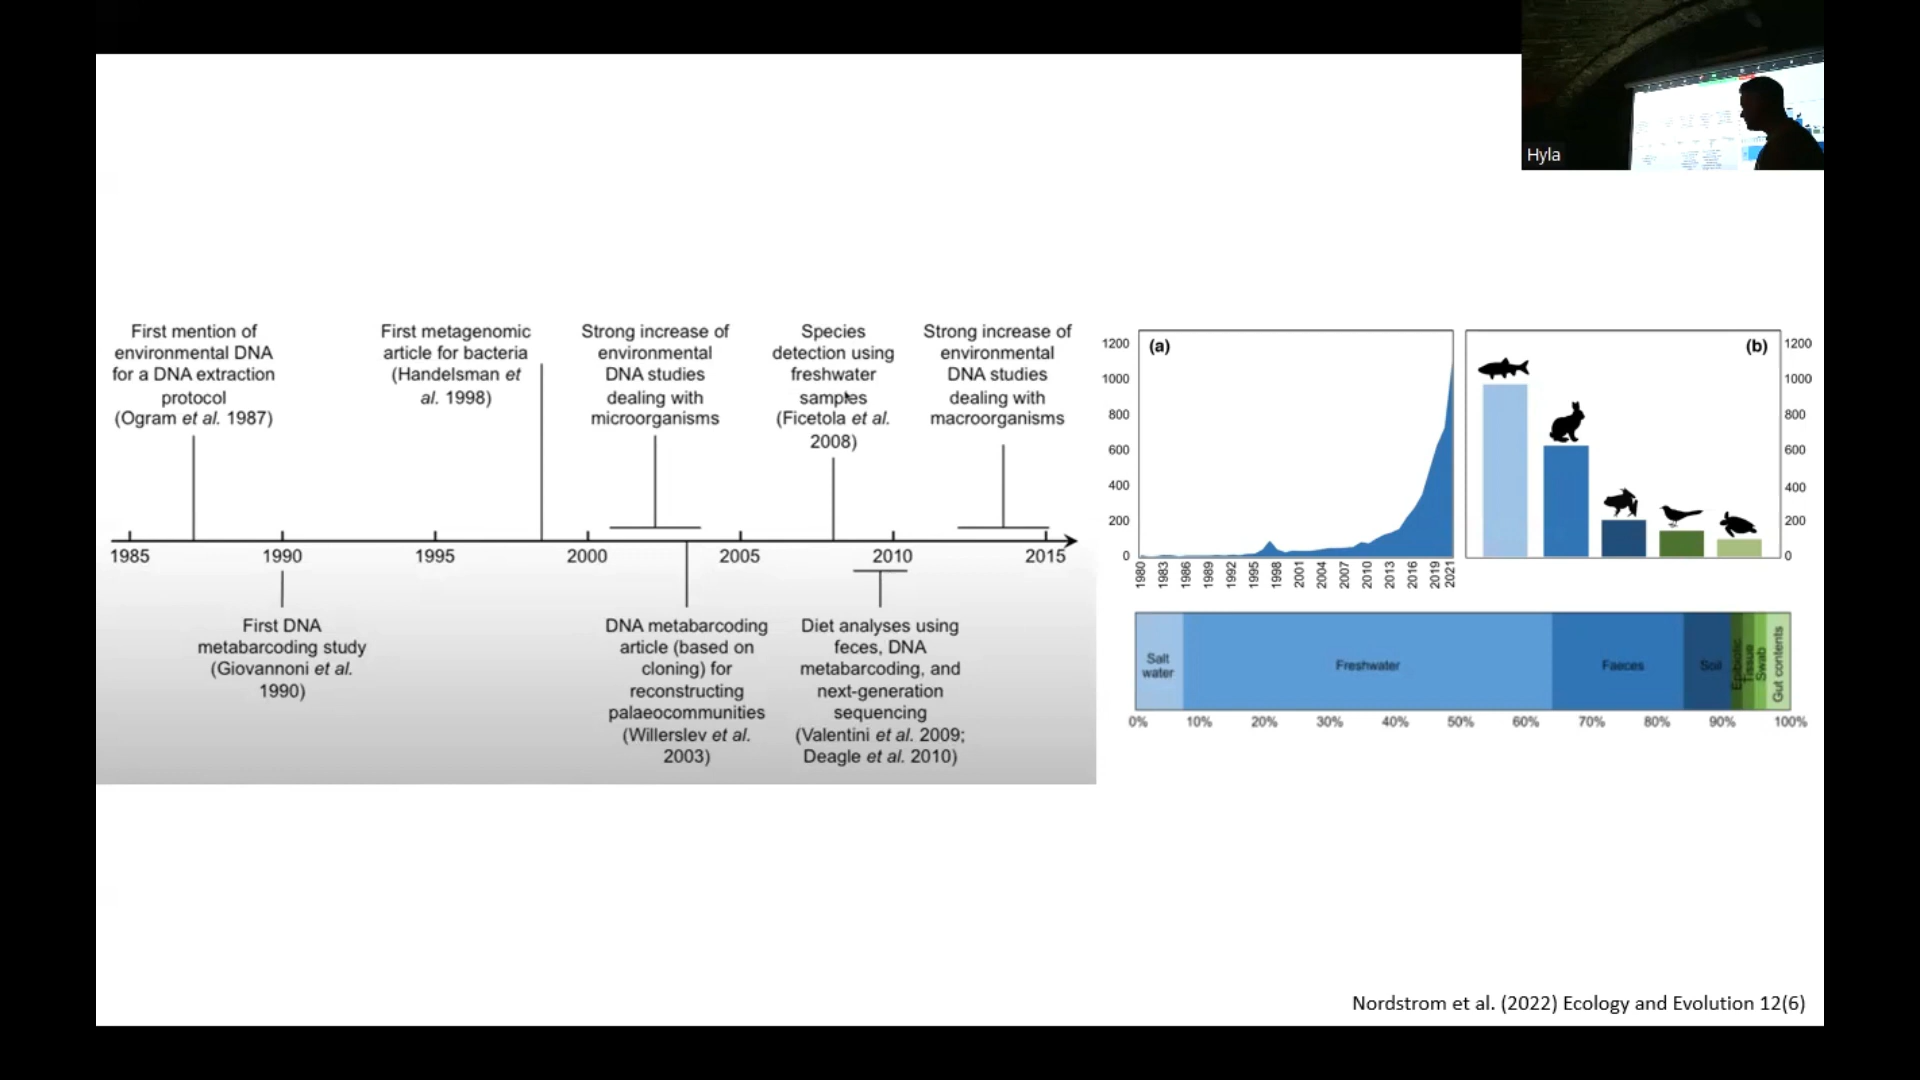 Hyla
First mention of
environmental DNA
for a DNA extraction
protocol
(Ogram et al. 1987)
First metagenomic
article for bacteria
(Handelsman et
al. 1998)
Strong increase of
environmental
DNA studies
dealing with
microorganisms
Species
detection using
freshwater
samples
(Ficetola et al.
2008)
Strong increase of
environmental
DNA studies
dealing with
macroorganisms
1985 1990 1995 2000 2005 2010 2015
First DNA
metabarcoding study
(Giovannoni et al.
1990)
DNA metabarcoding
article (based on
cloning) for
reconstructing
palaeocommunities
(Willerslev et al.
2003)
Diet analyses using
feces, DNA
metabarcoding, and
next-generation
sequencing
(Valentini et al. 2009;
Deagle et al. 2010)
(a)
1200
1000
800
600
400
200
0
1980 1983 1986 1989 1992 1995 1998 2001 2004 2007 2010 2013 2016 2019 2021
(b)
1200
1000
800
600
400
200
0
Salt
water
Freshwater
Faeces
Soil
Epibiotic
Tissue
Swab
Gut contents
0% 10% 20% 30% 40% 50% 60% 70% 80% 90% 100%
Nordstrom et al. (2022) Ecology and Evolution 12(6)